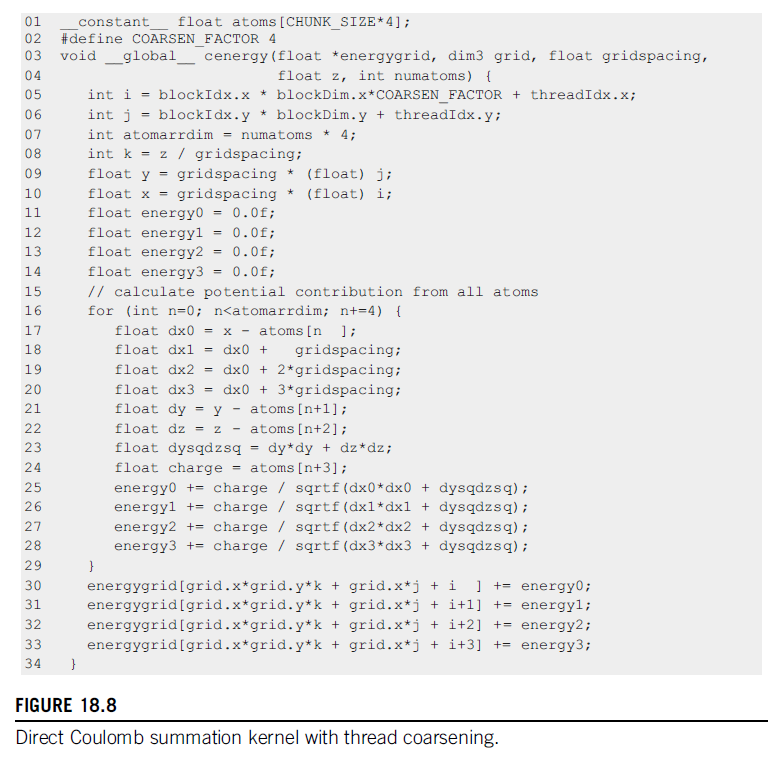 01 __constant__ float atoms[CHUNK_SIZE*4];
02 #define COARSEN_FACTOR 4
03 void __global__ cenergy(float *energygrid, dim3 grid, float gridspacing,
04 float z, int numatoms) {
05 int i = blockIdx.x * blockDim.x*COARSEN_FACTOR + threadIdx.x;
06 int j = blockIdx.y * blockDim.y + threadIdx.y;
07 int atomarrdim = numatoms * 4;
08 int k = z / gridspacing;
09 float y = gridspacing * (float) j;
10 float x = gridspacing * (float) i;
11 float energy0 = 0.0f;
12 float energy1 = 0.0f;
13 float energy2 = 0.0f;
14 float energy3 = 0.0f;
15 // calculate potential contribution from all atoms
16 for (int n=0; n<atomarrdim; n+=4) {
17 float dx0 = x - atoms[n ];
18 float dx1 = dx0 + gridspacing;
19 float dx2 = dx0 + 2*gridspacing;
20 float dx3 = dx0 + 3*gridspacing;
21 float dy = y - atoms[n+1];
22 float dz = z - atoms[n+2];
23 float dysqdzsq = dy*dy + dz*dz;
24 float charge = atoms[n+3];
25 energy0 += charge / sqrtf(dx0*dx0 + dysqdzsq);
26 energy1 += charge / sqrtf(dx1*dx1 + dysqdzsq);
27 energy2 += charge / sqrtf(dx2*dx2 + dysqdzsq);
28 energy3 += charge / sqrtf(dx3*dx3 + dysqdzsq);
29 }
30 energygrid[grid.x*grid.y*k + grid.x*j + i ] += energy0;
31 energygrid[grid.x*grid.y*k + grid.x*j + i+1] += energy1;
32 energygrid[grid.x*grid.y*k + grid.x*j + i+2] += energy2;
33 energygrid[grid.x*grid.y*k + grid.x*j + i+3] += energy3;
34 }
FIGURE 18.8
Direct Coulomb summation kernel with thread coarsening.